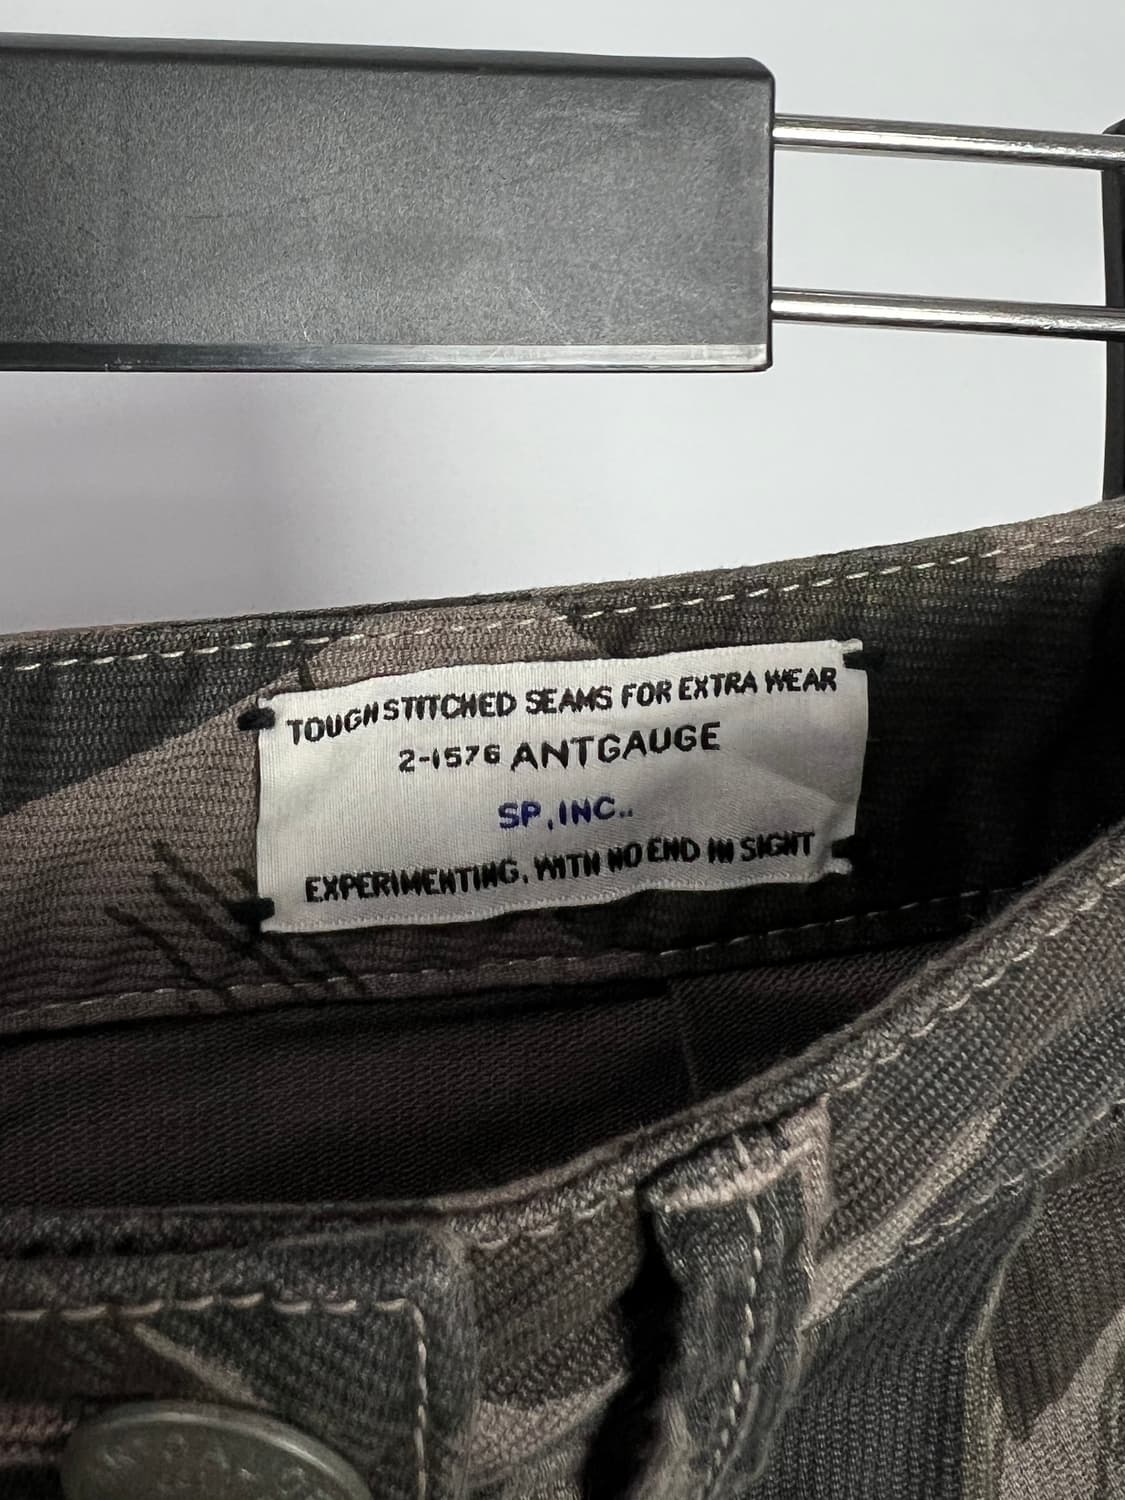 TOUGH STITCHED SEAMS FOR EXTRA WEAR
2-1576 ANTGAUGE
SP,INC..
EXPERIMENTING, WITH NO END IN SIGHT